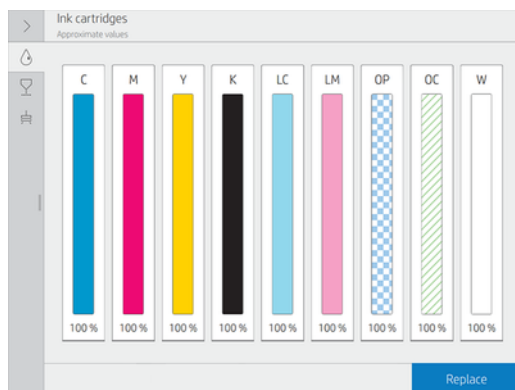 Ink cartridges
Approximate values
C M Y K LC LM OP OC W
100 % 100 % 100 % 100 % 100 % 100 % 100 % 100 % 100 %
Replace